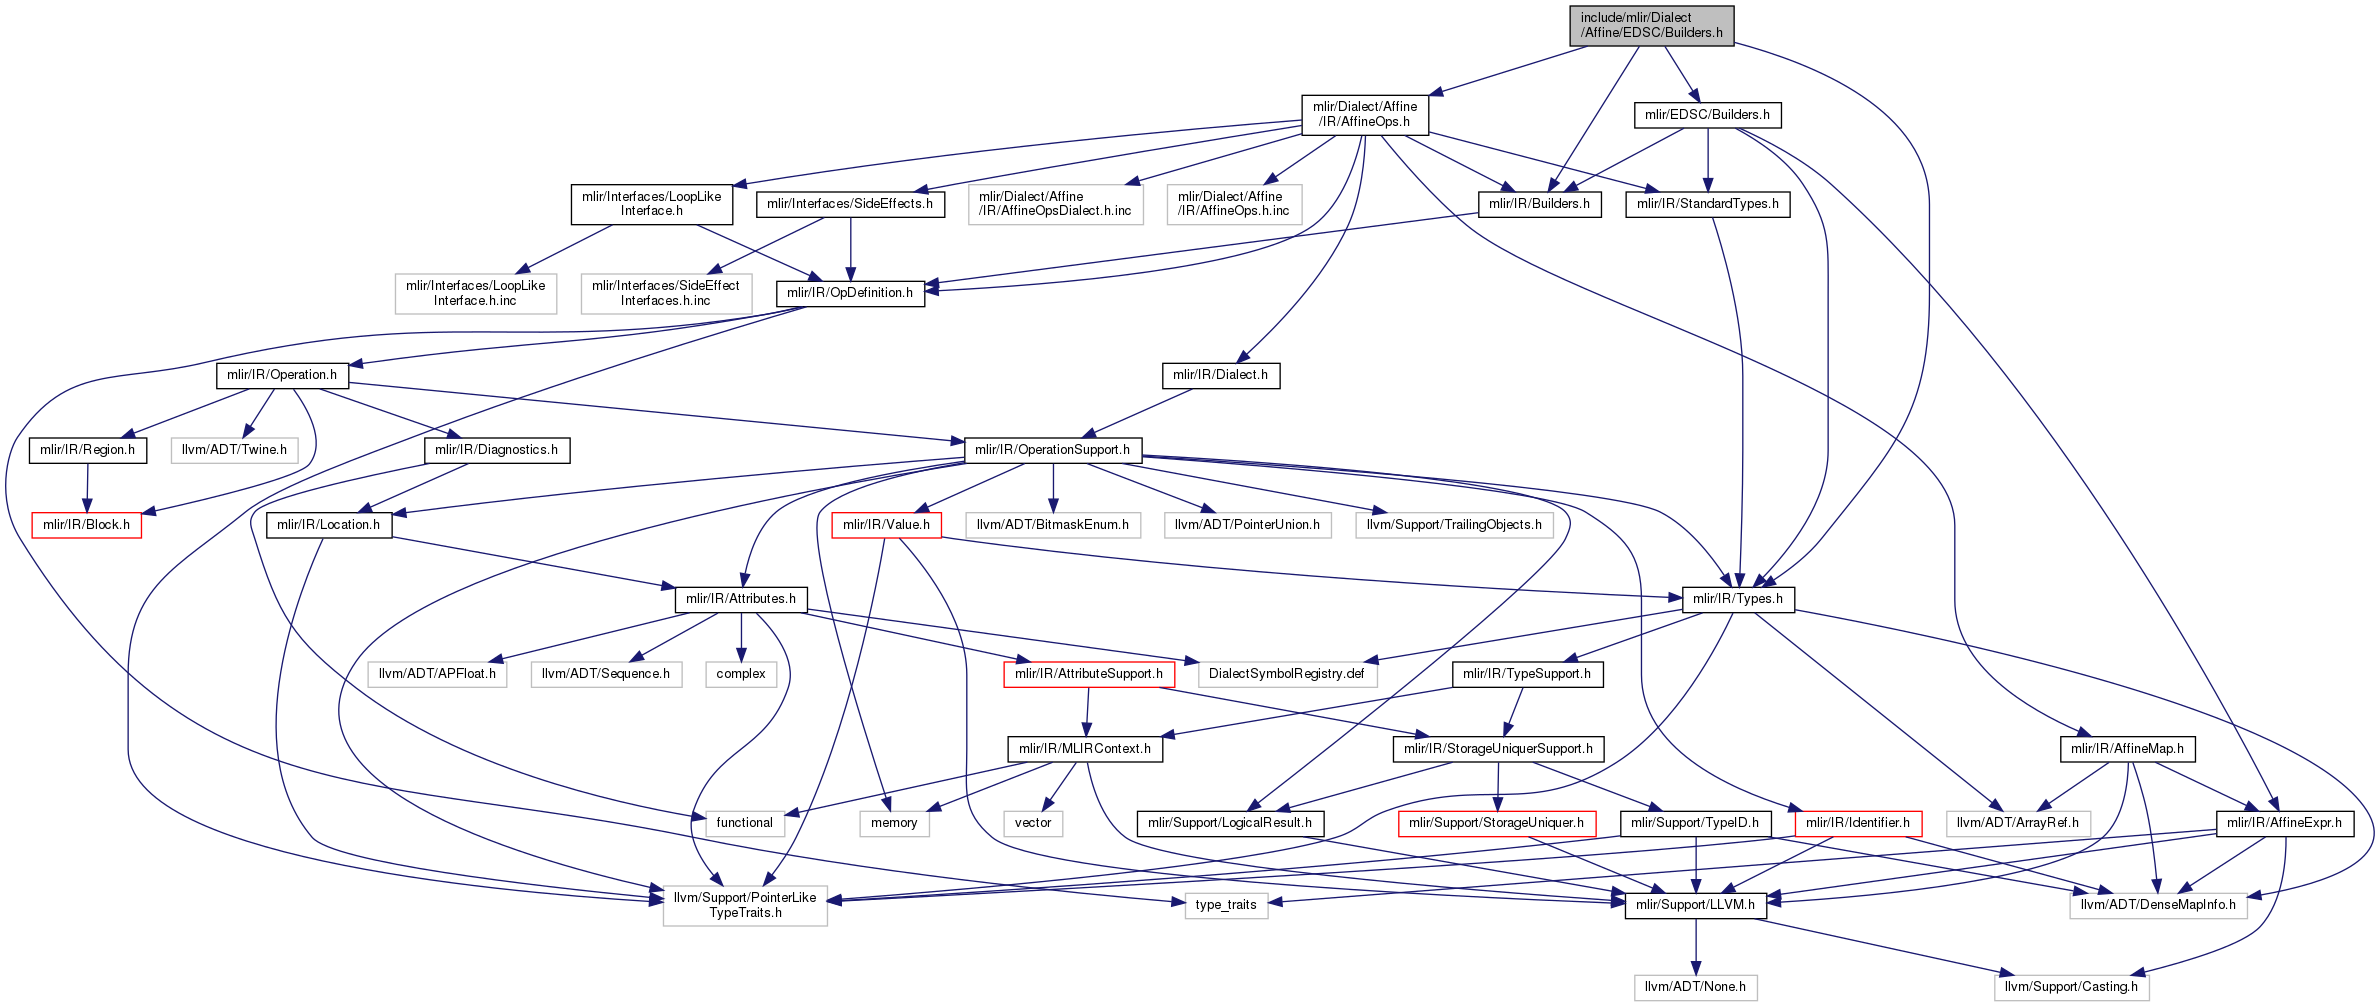 include/mlir/Dialect
/Affine/EDSC/Builders.h
mlir/Dialect/Affine
/IR/AffineOps.h
mlir/EDSC/Builders.h
mlir/Interfaces/LoopLike
Interface.h
mlir/Interfaces/SideEffects.h
mlir/Dialect/Affine
/IR/AffineOpsDialect.h.inc
mlir/Dialect/Affine
/IR/AffineOps.h.inc
mlir/IR/Builders.h
mlir/IR/StandardTypes.h
mlir/Interfaces/LoopLike
Interface.h.inc
mlir/Interfaces/SideEffect
Interfaces.h.inc
mlir/IR/OpDefinition.h
mlir/IR/Operation.h
mlir/IR/Dialect.h
mlir/IR/Region.h
llvm/ADT/Twine.h
mlir/IR/Diagnostics.h
mlir/IR/OperationSupport.h
mlir/IR/Block.h
mlir/IR/Location.h
mlir/IR/Value.h
llvm/ADT/BitmaskEnum.h
llvm/ADT/PointerUnion.h
llvm/Support/TrailingObjects.h
mlir/IR/Attributes.h
mlir/IR/Types.h
llvm/ADT/APFloat.h
llvm/ADT/Sequence.h
complex
mlir/IR/AttributeSupport.h
DialectSymbolRegistry.def
mlir/IR/TypeSupport.h
mlir/IR/MLIRContext.h
mlir/IR/StorageUniquerSupport.h
mlir/IR/AffineMap.h
functional
memory
vector
mlir/Support/LogicalResult.h
mlir/Support/StorageUniquer.h
mlir/Support/TypeID.h
mlir/IR/Identifier.h
llvm/ADT/ArrayRef.h
mlir/IR/AffineExpr.h
llvm/Support/PointerLike
TypeTraits.h
type_traits
mlir/Support/LLVM.h
llvm/ADT/DenseMapInfo.h
llvm/ADT/None.h
llvm/Support/Casting.h